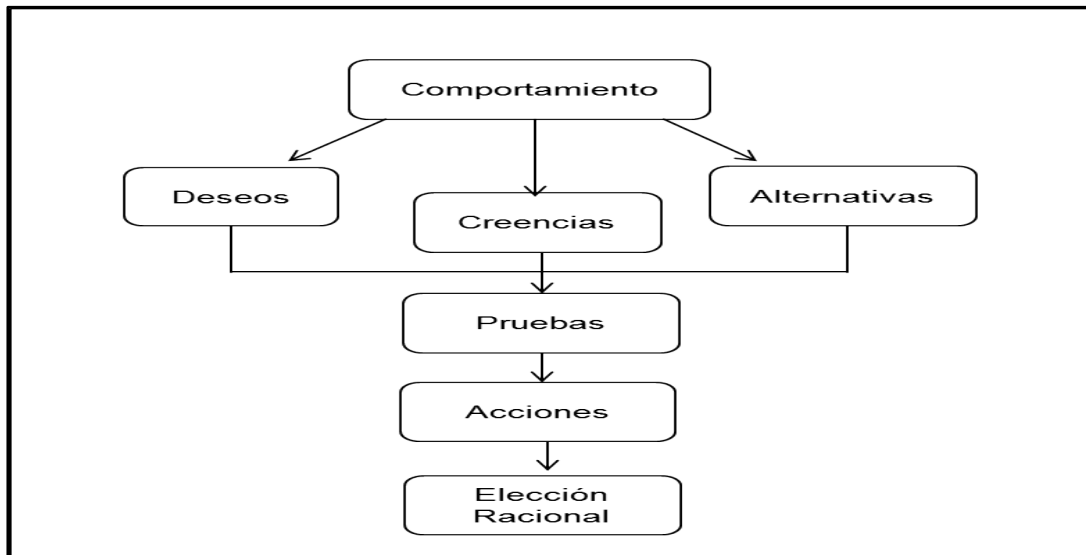 Comportamiento
Deseos
Creencias
Alternativas
Pruebas
Acciones
Elección
Racional